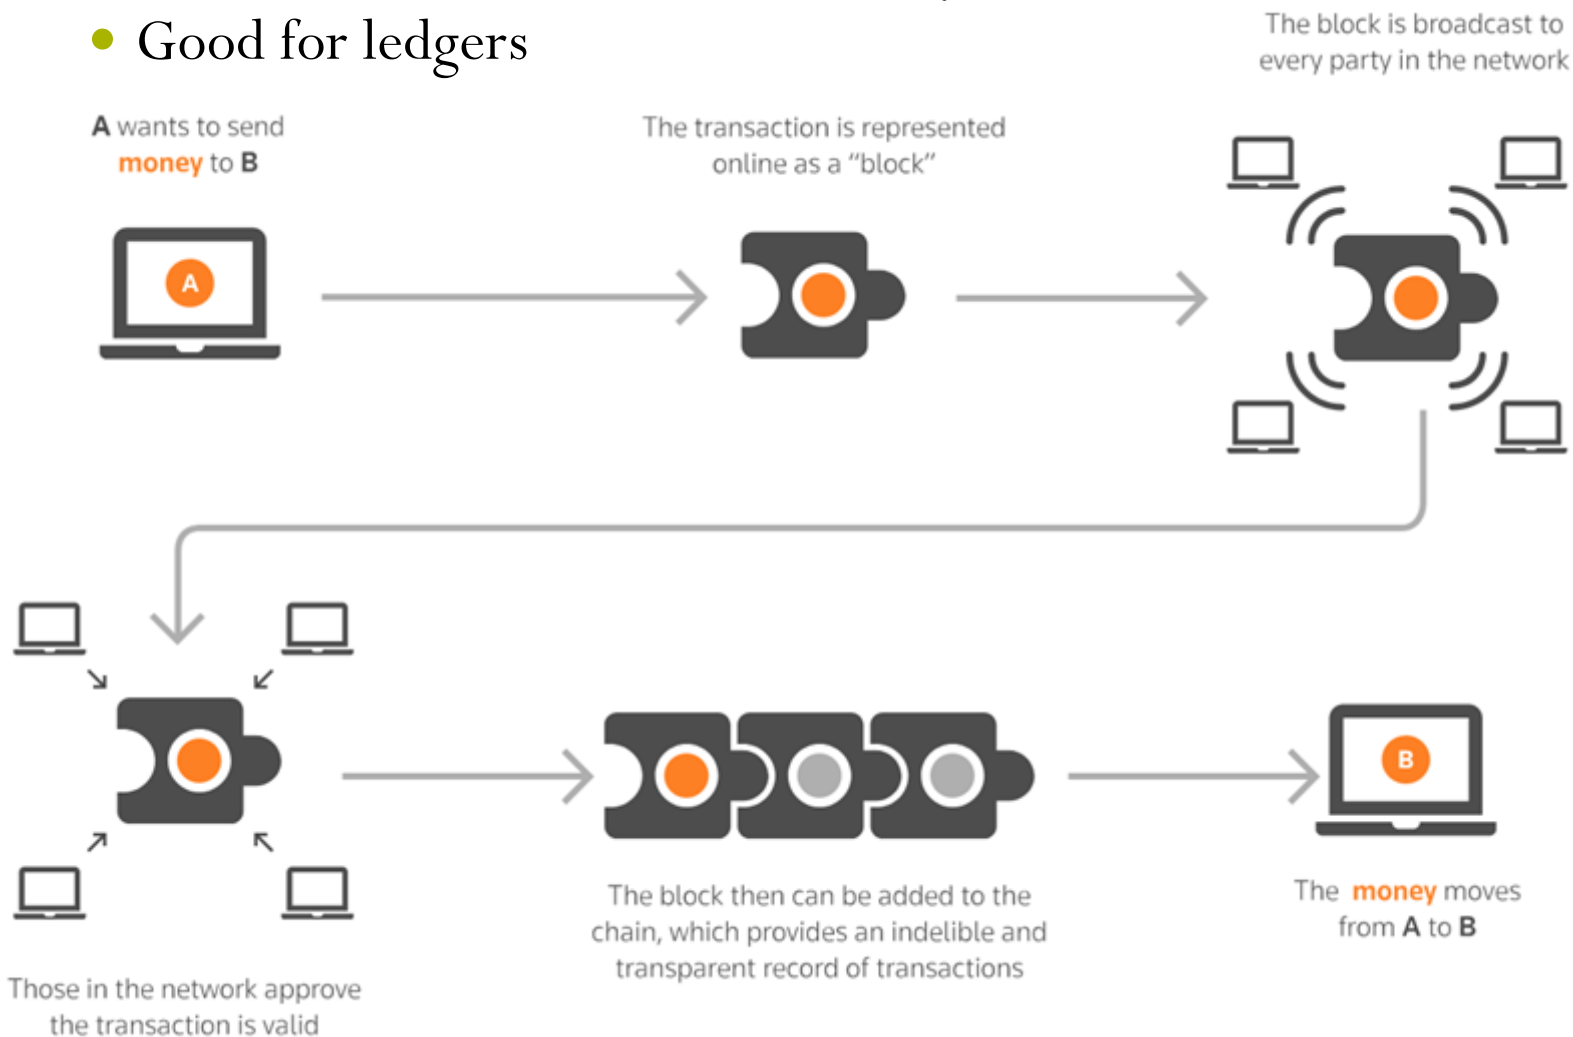 • Good for ledgers
A wants to send
money to B
The transaction is represented
online as a “block”
The block is broadcast to
every party in the network
A
Those in the network approve
the transaction is valid
The block then can be added to the
chain, which provides an indelible and
transparent record of transactions
B
The money moves
from A to B